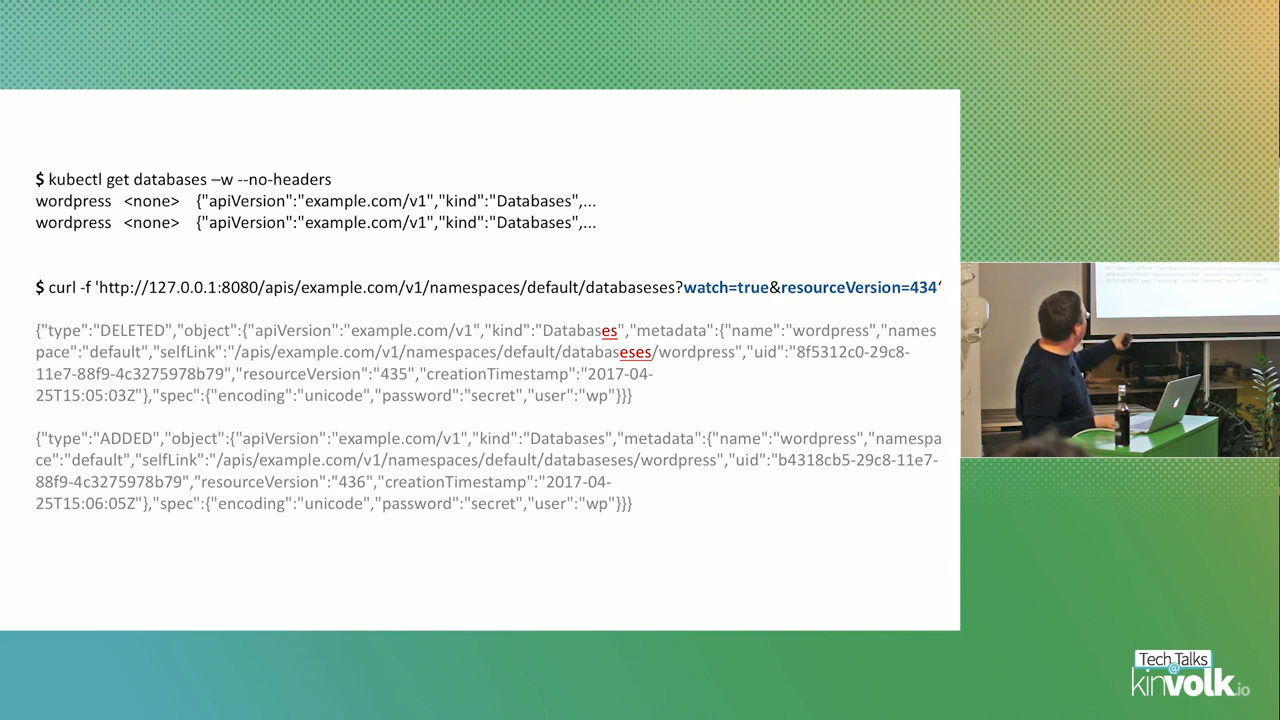 $ kubectl get databases –w --no-headers
wordpress <none> {"apiVersion":"example.com/v1","kind":"Databases",...
wordpress <none> {"apiVersion":"example.com/v1","kind":"Databases",...
$ curl -f 'http://127.0.0.1:8080/apis/example.com/v1/namespaces/default/databaseses?watch=true&resourceVersion=434‘
{"type":"DELETED","object":{"apiVersion":"example.com/v1","kind":"Databases","metadata":{"name":"wordpress","names
pace":"default","selfLink":"/apis/example.com/v1/namespaces/default/databaseses/wordpress","uid":"8f5312c0-29c8-
11e7-88f9-4c3275978b79","resourceVersion":"435","creationTimestamp":"2017-04-
25T15:05:03Z"},"spec":{"encoding":"unicode","password":"secret","user":"wp"}}}
{"type":"ADDED","object":{"apiVersion":"example.com/v1","kind":"Databases","metadata":{"name":"wordpress","namespa
ce":"default","selfLink":"/apis/example.com/v1/namespaces/default/databaseses/wordpress","uid":"b4318cb5-29c8-11e7-
88f9-4c3275978b79","resourceVersion":"436","creationTimestamp":"2017-04-
25T15:06:05Z"},"spec":{"encoding":"unicode","password":"secret","user":"wp"}}}
Tech Talks
@
kinvolk.io